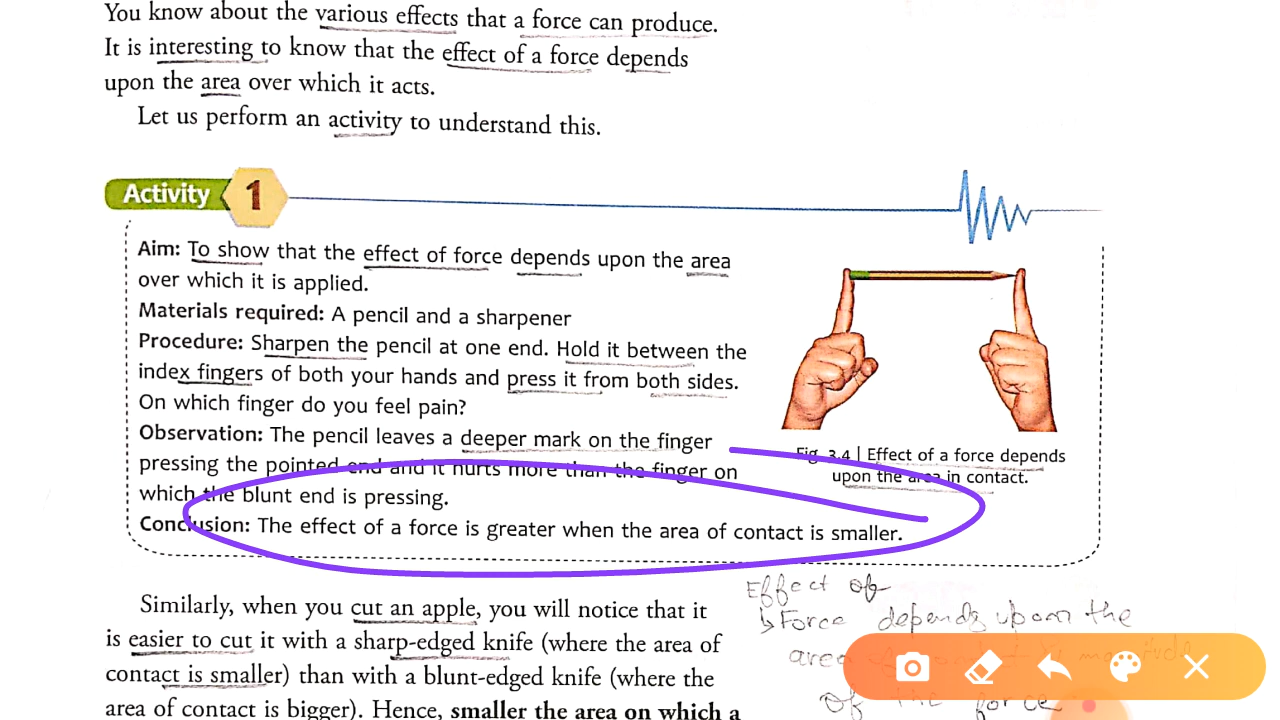 You know about the various effects that a force can produce.
It is interesting to know that the effect of a force depends
upon the area over which it acts.
Let us perform an activity to understand this.
Activity 1
Aim: To show that the effect of force depends upon the area
over which it is applied.
Materials required: A pencil and a sharpener
Procedure: Sharpen the pencil at one end. Hold it between the
index fingers of both your hands and press it from both sides.
On which finger do you feel pain?
Observation: The pencil leaves a deeper mark on the finger
pressing the pointed end and it hurts more than the finger on
which the blunt end is pressing.
Conclusion: The effect of a force is greater when the area of contact is smaller.
Fig. 3.4 | Effect of a force depends
upon the area in contact.
Similarly, when you cut an apple, you will notice that it
is easier to cut it with a sharp-edged knife (where the area of
contact is smaller) than with a blunt-edged knife (where the
area of contact is bigger). Hence, smaller the area on which a
Effect of
Force depends upon the
area
of the force